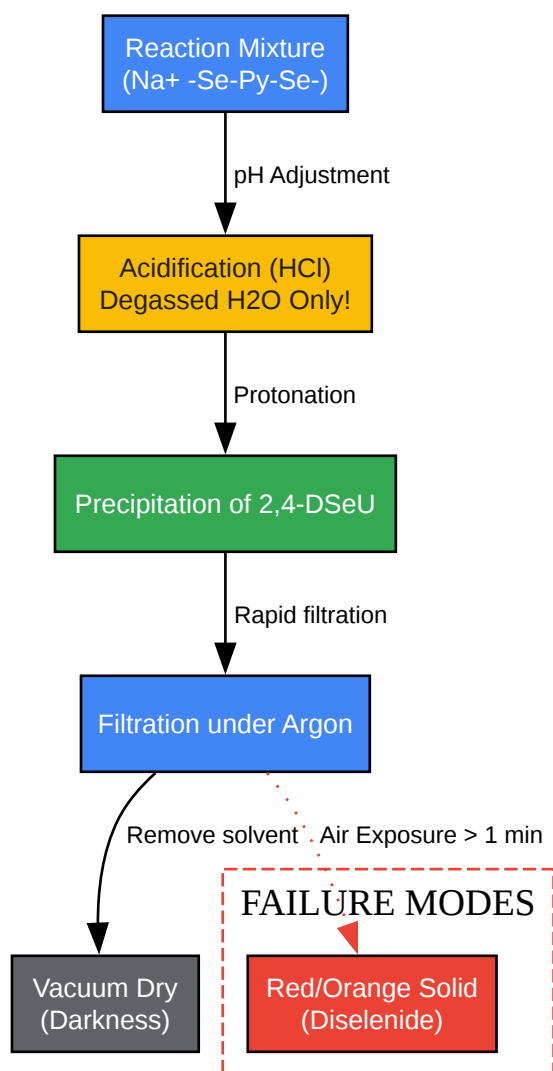 Reaction Mixture
(Na+ -Se-Py-Se-)
pH Adjustment
Acidification (HCl)
Degassed H2O Only!
Protonation
Precipitation of 2,4-DSeU
Rapid filtration
Filtration under Argon
Remove solvent
Air Exposure > 1 min
FAILURE MODES
Vacuum Dry
(Darkness)
Red/Orange Solid
(Diselenide)